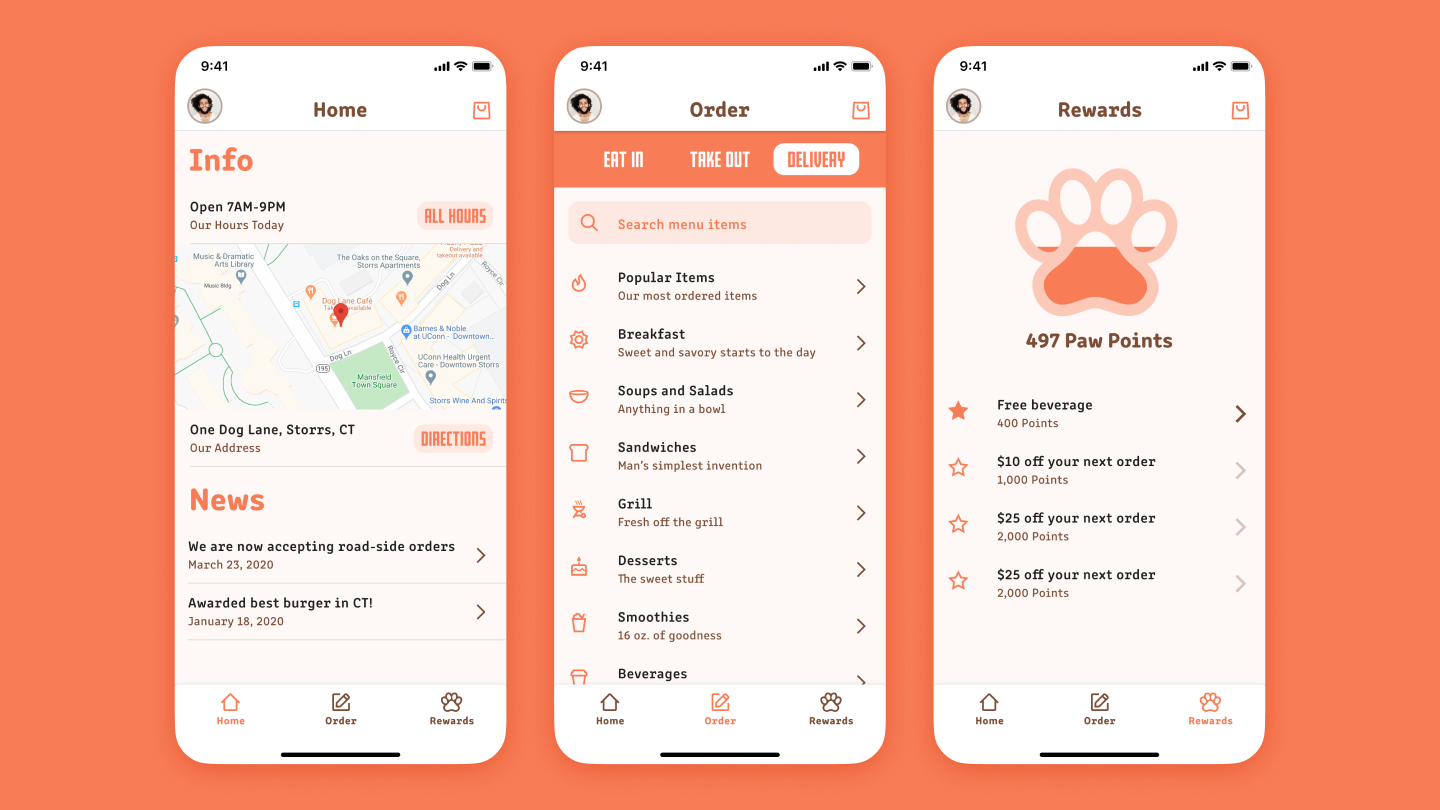 9:41
Home
Info
Open 7AM-9PM
Our Hours Today
ALL HOURS
Music & Dramatic
Arts Library
Music Bldg
The Oaks on the Square,
Storrs Apartments
Delivery and
takeout available
Dog Ln
Royce Cir
Dog Lane Café
Barnes & Noble
at UConn - Downtown...
UConn Health Urgent
Care - Downtown Storrs
Dog Ln
Royce Cir
195
Mansfield
Town Square
Storrs Wine And Spirits
One Dog Lane, Storrs, CT
Our Address
DIRECTIONS
News
We are now accepting road-side orders
March 23, 2020
Awarded best burger in CT!
January 18, 2020
Home
Order
Rewards
9:41
Order
EAT IN
TAKE OUT
DELIVERY
Search menu items
Popular Items
Our most ordered items
Breakfast
Sweet and savory starts to the day
Soups and Salads
Anything in a bowl
Sandwiches
Man's simplest invention
Grill
Fresh off the grill
Desserts
The sweet stuff
Smoothies
16 oz. of goodness
Beverages
Home
Order
Rewards
9:41
Rewards
497 Paw Points
Free beverage
400 Points
$10 off your next order
1,000 Points
$25 off your next order
2,000 Points
$25 off your next order
2,000 Points
Home
Order
Rewards